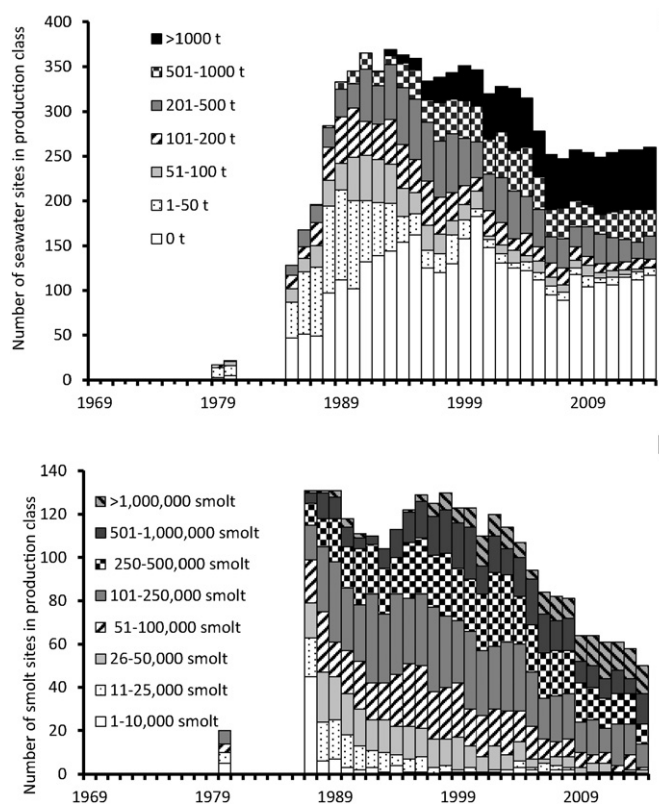 Number of seawater sites in production class
400
350
300
250
200
150
100
50
0
>1000 t
501-1000 t
201-500 t
101-200 t
51-100 t
1-50 t
0 t
1969 1979 1989 1999 2009
Number of smolt sites in production class
140
120
100
80
60
40
20
0
>1,000,000 smolt
501-1,000,000 smolt
250-500,000 smolt
101-250,000 smolt
51-100,000 smolt
26-50,000 smolt
11-25,000 smolt
1-10,000 smolt
1969 1979 1989 1999 2009